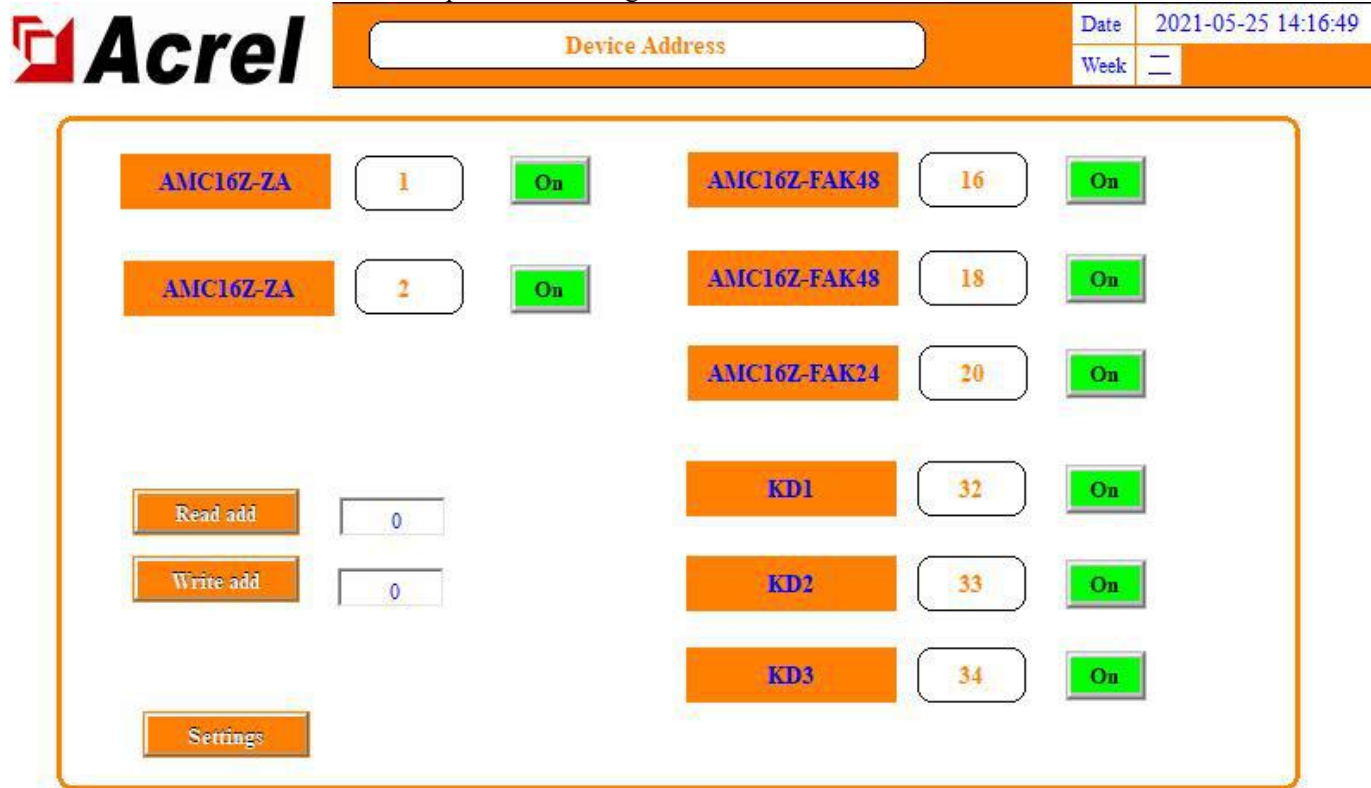 Acrel
Device Address
Date 2021-05-25 14:16:49
Week 二
AMC16Z-ZA 1 On
AMC16Z-FAK48 16 On
AMC16Z-ZA 2 On
AMC16Z-FAK48 18 On
AMC16Z-FAK24 20 On
KD1 32 On
Read add 0
Write add 0
KD2 33 On
KD3 34 On
Settings